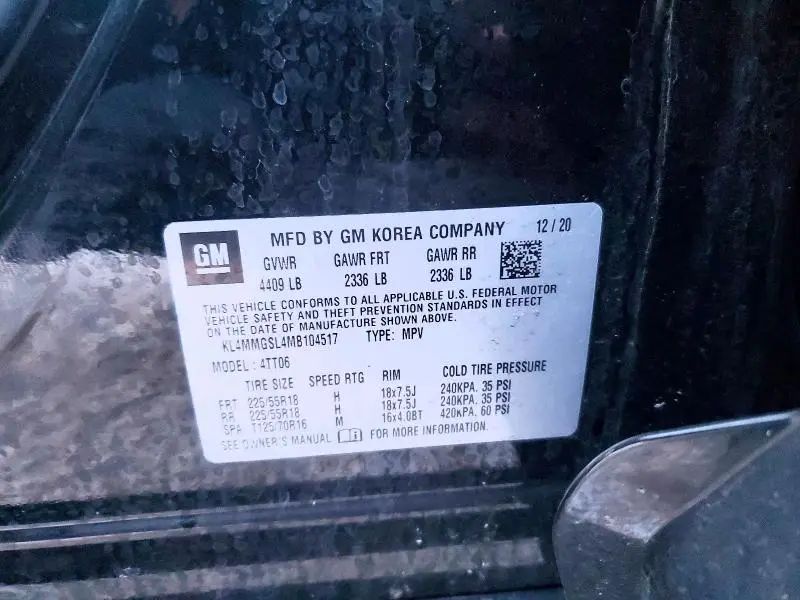 GM
MFD BY GM KOREA COMPANY 12 / 20
GVWR GAWR FRT GAWR RR
4409 LB 2336 LB 2336 LB
THIS VEHICLE CONFORMS TO ALL APPLICABLE U.S. FEDERAL MOTOR
VEHICLE SAFETY AND THEFT PREVENTION STANDARDS IN EFFECT
ON THE DATE OF MANUFACTURE SHOWN ABOVE.
KL4MMGSL4MB104517 TYPE: MPV
MODEL : 4TT06
TIRE SIZE SPEED RTG RIM COLD TIRE PRESSURE
FRT 225/55R18 H 18x7.5J 240KPA. 35 PSI
RR 225/55R18 H 18x7.5J 240KPA. 35 PSI
SPA T125/70R16 M 16x4.0BT 420KPA. 60 PSI
SEE OWNER'S MANUAL FOR MORE INFORMATION.